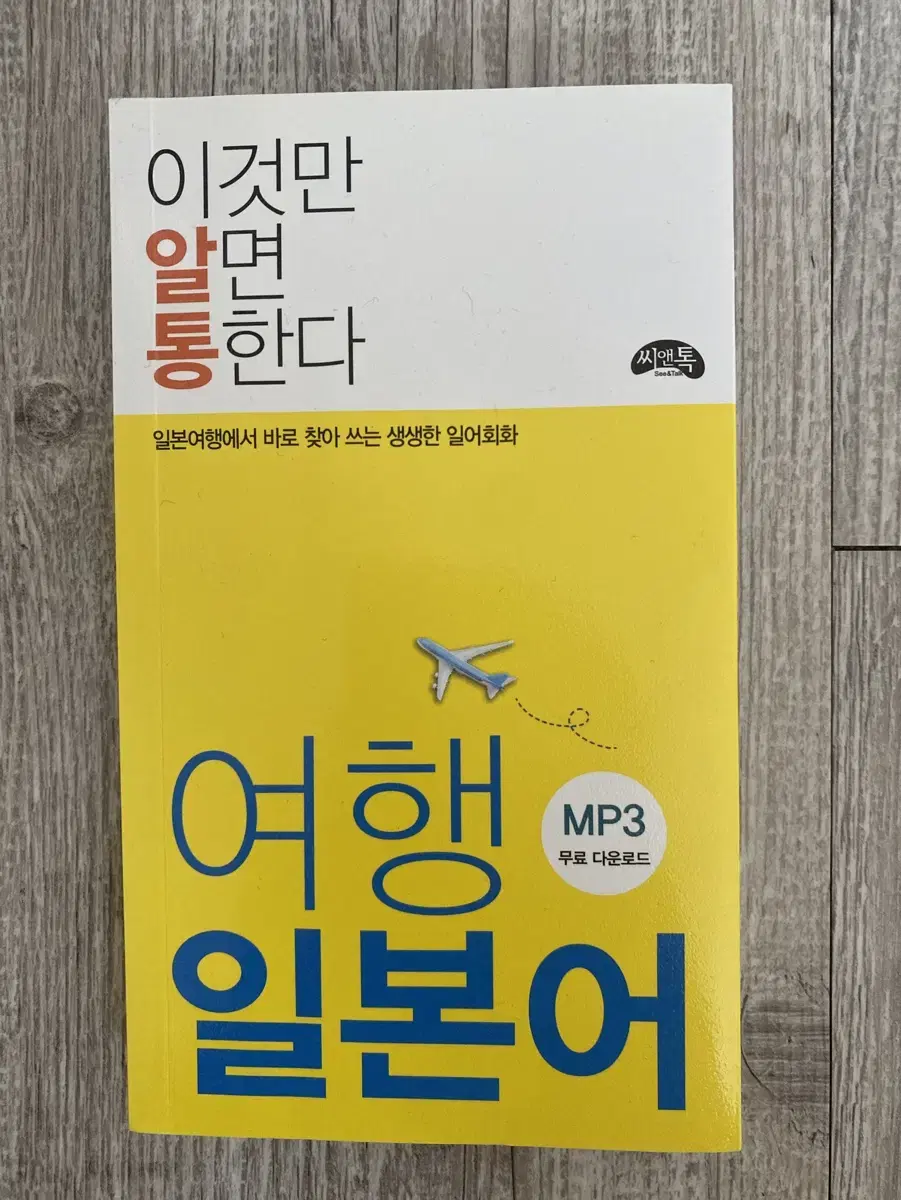 이것만
알면
통한다
씨앤톡
See&Talk
일본여행에서 바로 찾아 쓰는 생생한 일어회화
여행
MP3
무료 다운로드
일본어